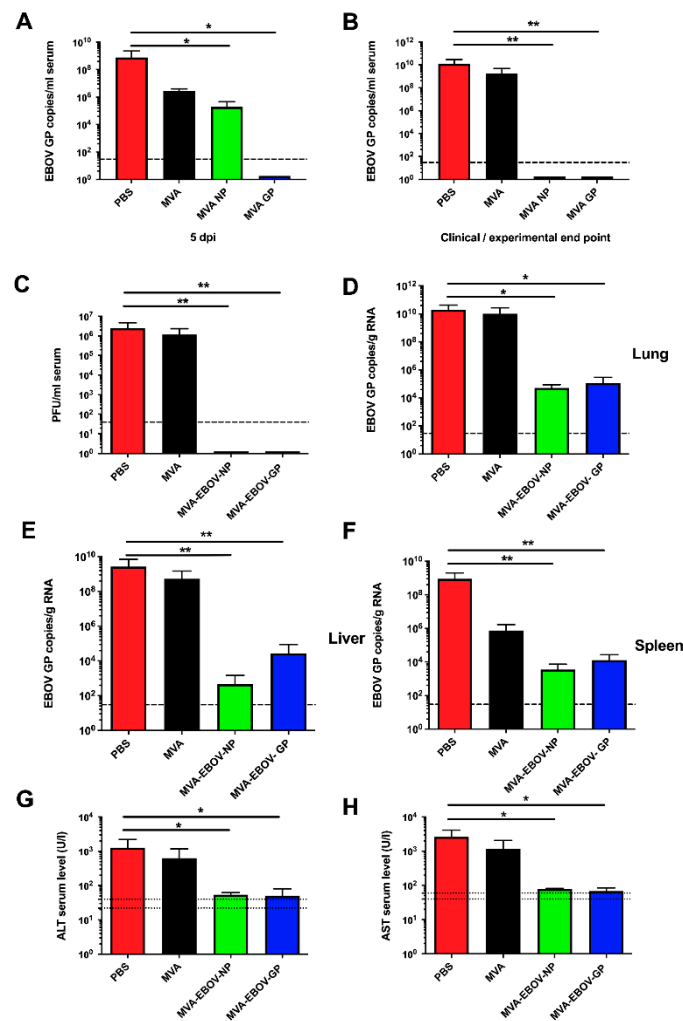 A
*
*
EBOV GP copies/ml serum
10^10
10^8
10^6
10^4
10^2
10^0
PBS
MVA
MVA NP
MVA GP
5 dpi
B
**
**
EBOV GP copies/ml serum
10^12
10^10
10^8
10^6
10^4
10^2
10^0
PBS
MVA
MVA NP
MVA GP
Clinical / experimental end point
C
**
**
PFU/ml serum
10^7
10^6
10^5
10^4
10^3
10^2
10^1
10^0
PBS
MVA
MVA-EBOV-NP
MVA-EBOV-GP
D
*
*
EBOV GP copies/g RNA
10^12
10^10
10^8
10^6
10^4
10^2
10^0
PBS
MVA
MVA-EBOV-NP
MVA-EBOV- GP
Lung
E
**
**
EBOV GP copies/g RNA
10^10
10^8
10^6
10^4
10^2
10^0
PBS
MVA
MVA-EBOV-NP
MVA-EBOV- GP
Liver
F
**
**
EBOV GP copies/g RNA
10^10
10^8
10^6
10^4
10^2
10^0
PBS
MVA
MVA-EBOV-NP
MVA-EBOV- GP
Spleen
G
*
*
ALT serum level (U/l)
10^4
10^3
10^2
10^1
10^0
PBS
MVA
MVA-EBOV-NP
MVA-EBOV-GP
H
*
*
AST serum level (U/l)
10^4
10^3
10^2
10^1
10^0
PBS
MVA
MVA-EBOV-NP
MVA-EBOV-GP